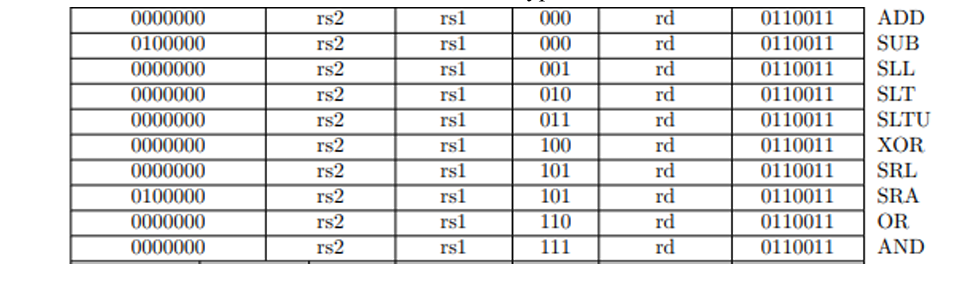 0000000 rs2 rs1 000 rd 0110011 ADD
0100000 rs2 rs1 000 rd 0110011 SUB
0000000 rs2 rs1 001 rd 0110011 SLL
0000000 rs2 rs1 010 rd 0110011 SLT
0000000 rs2 rs1 011 rd 0110011 SLTU
0000000 rs2 rs1 100 rd 0110011 XOR
0000000 rs2 rs1 101 rd 0110011 SRL
0100000 rs2 rs1 101 rd 0110011 SRA
0000000 rs2 rs1 110 rd 0110011 OR
0000000 rs2 rs1 111 rd 0110011 AND